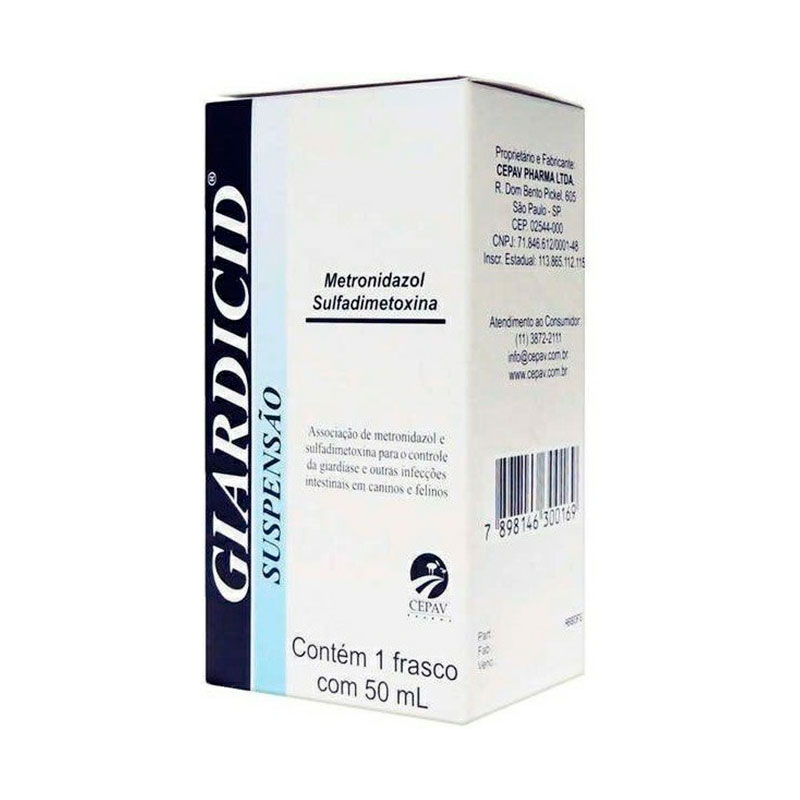 GIARDICID®
SUSPENSÃO
Metronidazol
Sulfadimetoxina
Associação de metronidazol e
sulfadimetoxina para o controle
da giardíase e outras infecções
intestinais em caninos e felinos
CEPAV
PHARMA
Contém 1 frasco
com 50 mL
Proprietário e Fabricante:
CEPAV PHARMA LTDA.
R. Dom Bento Pickel, 605
São Paulo - SP
CEP. 02544-000
CNPJ: 71.846.612/0001-48
Inscr. Estadual: 113.865.112.115
Atendimento ao Consumidor
(11) 3872-2111
info@cepav.com.br
www.cepav.com.br
7 898146 300169
Part.
Fab.
Venc.